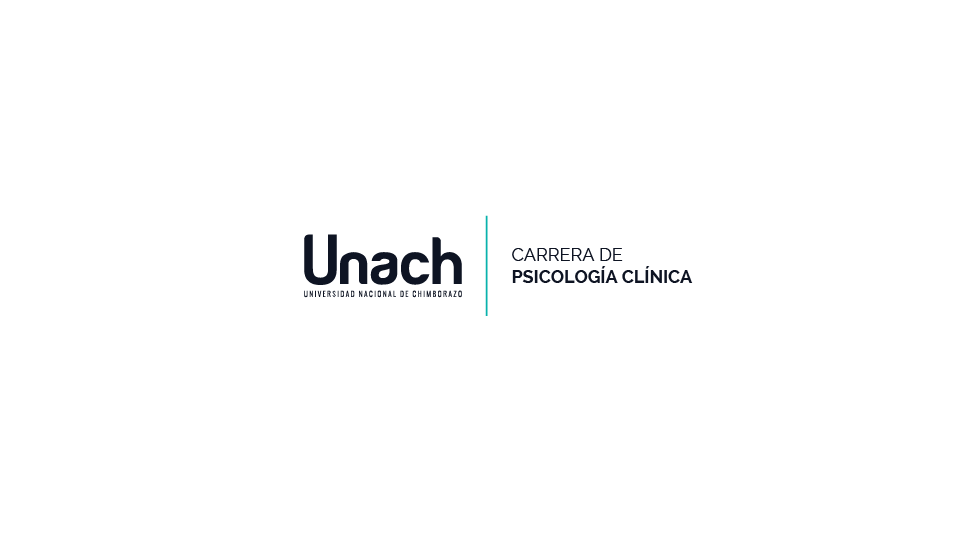 Unach
UNIVERSIDAD NACIONAL DE CHIMBORAZO
CARRERA DE
PSICOLOGÍA CLÍNICA